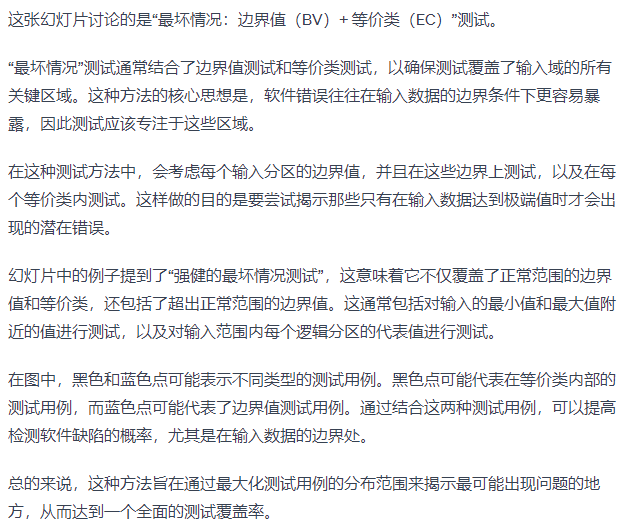 这张幻灯片讨论的是“最坏情况：边界值（BV）+ 等价类（EC）”测试。
“最坏情况”测试通常结合了边界值测试和等价类测试，以确保测试覆盖了输入域的所有
关键区域。这种方法的核心思想是，软件错误往往在输入数据的边界条件下更容易暴
露，因此测试应该专注于这些区域。
在这种测试方法中，会考虑每个输入分区的边界值，并且在这些边界上测试，以及在每
个等价类内测试。这样做的目的是要尝试揭示那些只有在输入数据达到极端值时才会出
现的潜在错误。
幻灯片中的例子提到了“强健的最坏情况测试”，这意味着它不仅覆盖了正常范围的边界
值和等价类，还包括了超出正常范围的边界值。这通常包括对输入的最小值和最大值附
近的值进行测试，以及对输入范围内每个逻辑分区的代表值进行测试。
在图中，黑色和蓝色点可能表示不同类型的测试用例。黑色点可能代表在等价类内部的
测试用例，而蓝色点可能代表了边界值测试用例。通过结合这两种测试用例，可以提高
检测软件缺陷的概率，尤其是在输入数据的边界处。
总的来说，这种方法旨在通过最大化测试用例的分布范围来揭示最可能出现问题的地
方，从而达到一个全面的测试覆盖率。